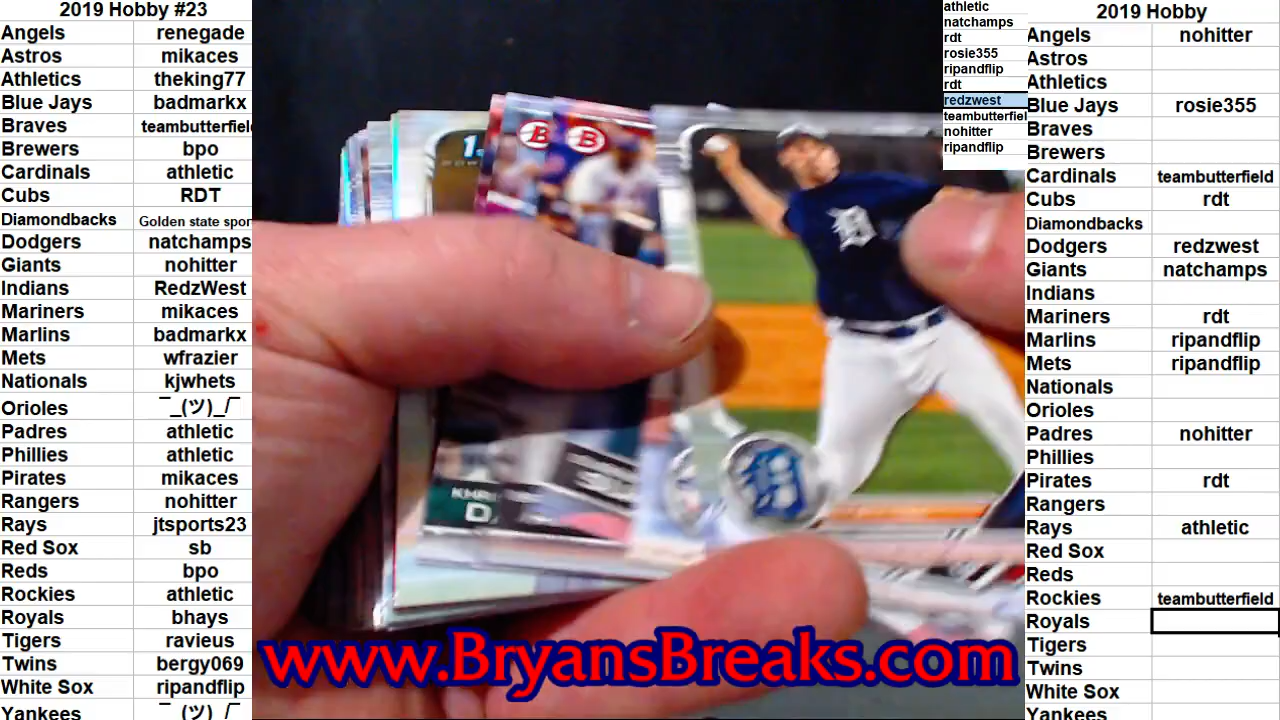 2019 Hobby #23
Angels renegade
Astros mikaces
Athletics theking77
Blue Jays badmarkx
Braves teambutterfiel
Brewers bpo
Cardinals athletic
Cubs RDT
Diamondbacks Golden state spor
Dodgers natchamps
Giants nohitter
Indians RedzWest
Mariners mikaces
Marlins badmarkx
Mets wfrazier
Nationals kjwhets
Orioles ¯_(ツ)_/¯
Padres athletic
Phillies athletic
Pirates mikaces
Rangers nohitter
Rays jtsports23
Red Sox sb
Reds bpo
Rockies athletic
Royals bhays
Tigers ravieus
Twins bergy069
White Sox ripandflip
Yankees ¯_(ツ)_/¯
B
B
D
www.BryansBreaks.com
athletic
natchamps
rdt
rosie355
ripandflip
rdt
redzwest
teambutterfiel
nohitter
ripandflip
2019 Hobby
Angels nohitter
Astros
Athletics
Blue Jays rosie355
Braves
Brewers
Cardinals teambutterfield
Cubs rdt
Diamondbacks
Dodgers redzwest
Giants natchamps
Indians
Mariners rdt
Marlins ripandflip
Mets ripandflip
Nationals
Orioles
Padres nohitter
Phillies
Pirates rdt
Rangers
Rays athletic
Red Sox
Reds
Rockies teambutterfield
Royals
Tigers
Twins
White Sox
Yankees